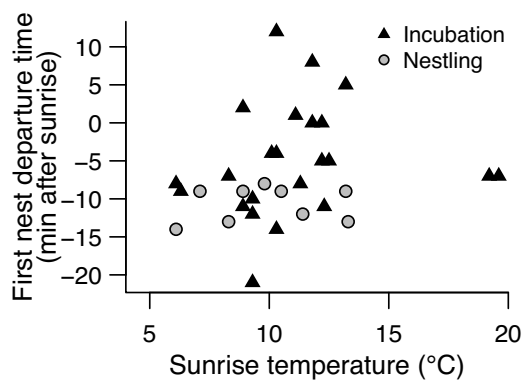 First nest departure time
(min after sunrise)
10
5
0
−5
−10
−15
−20
Incubation
Nestling
5
10
15
20
Sunrise temperature (°C)